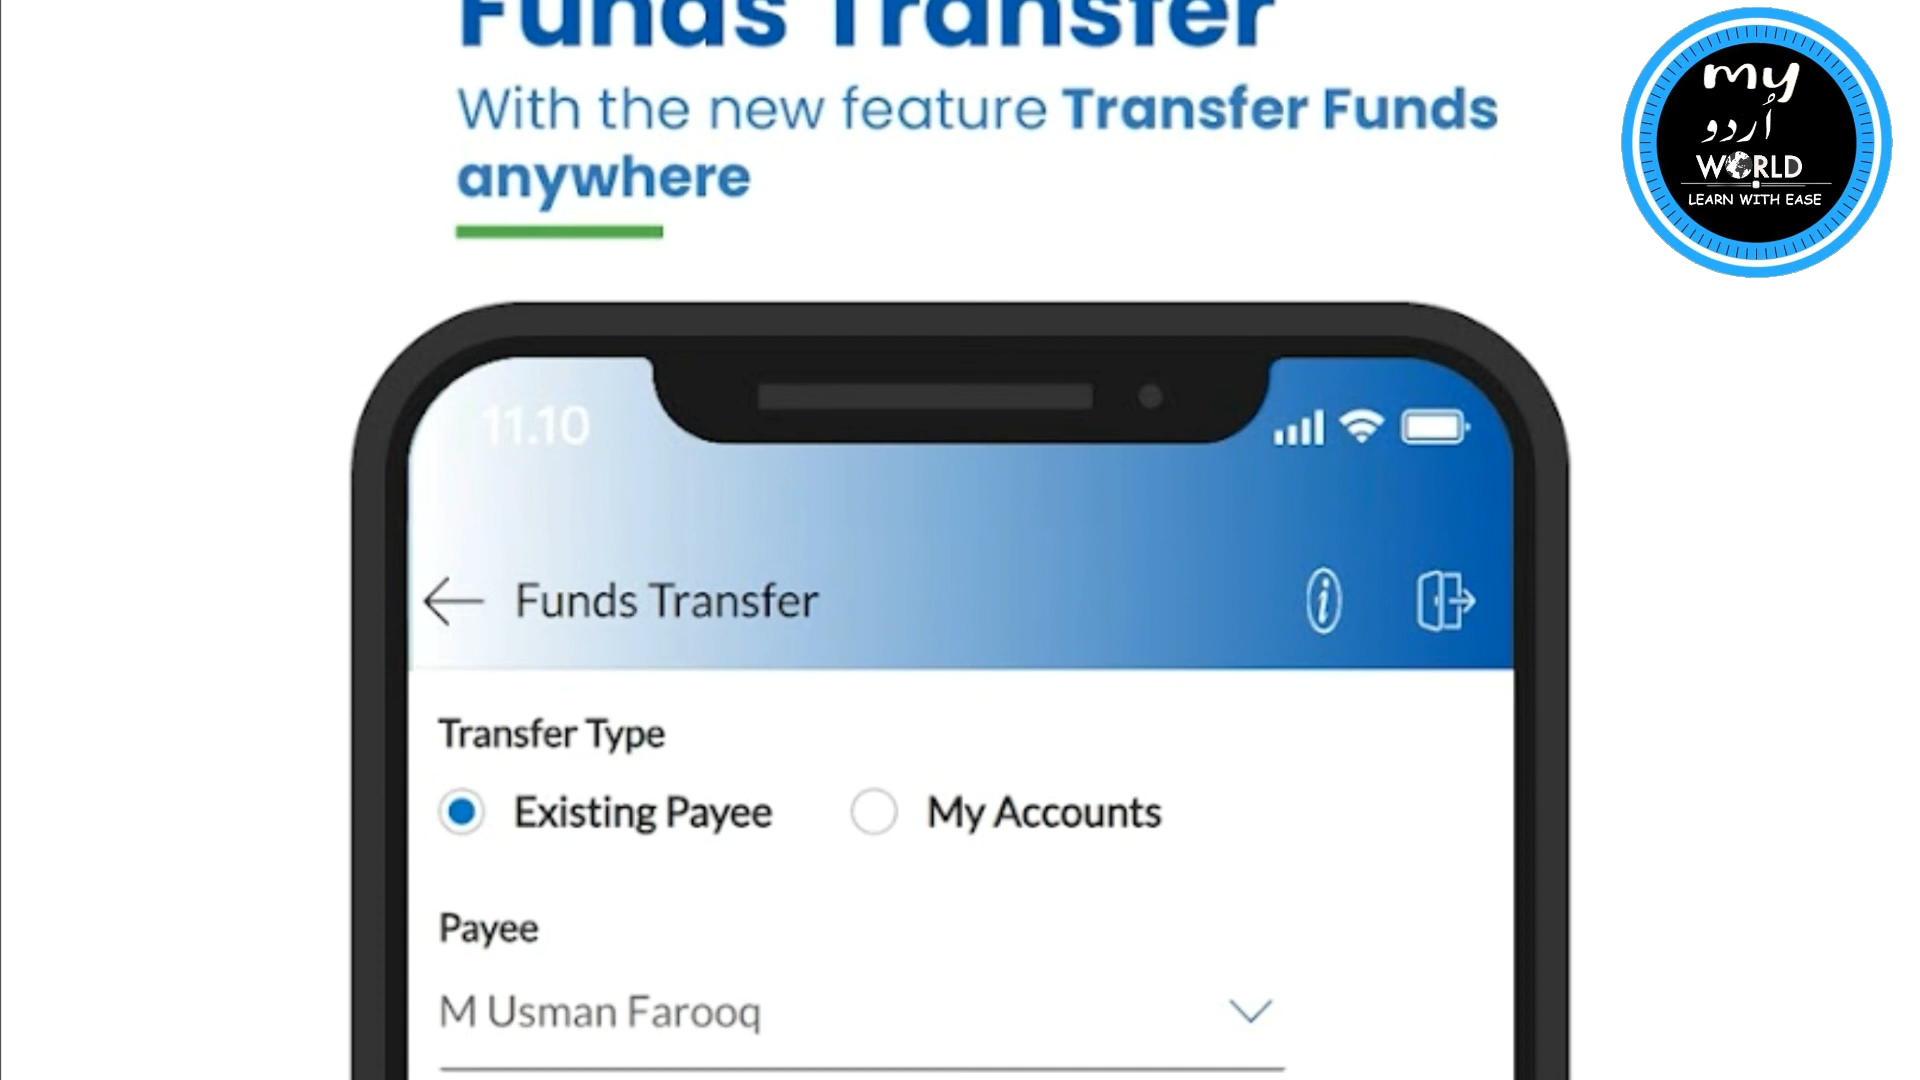 Funds Transfer
With the new feature Transfer Funds
anywhere
my
اُردو
WORLD
LEARN WITH EASE
11.10
Funds Transfer
Transfer Type
Existing Payee
My Accounts
Payee
M Usman Farooq